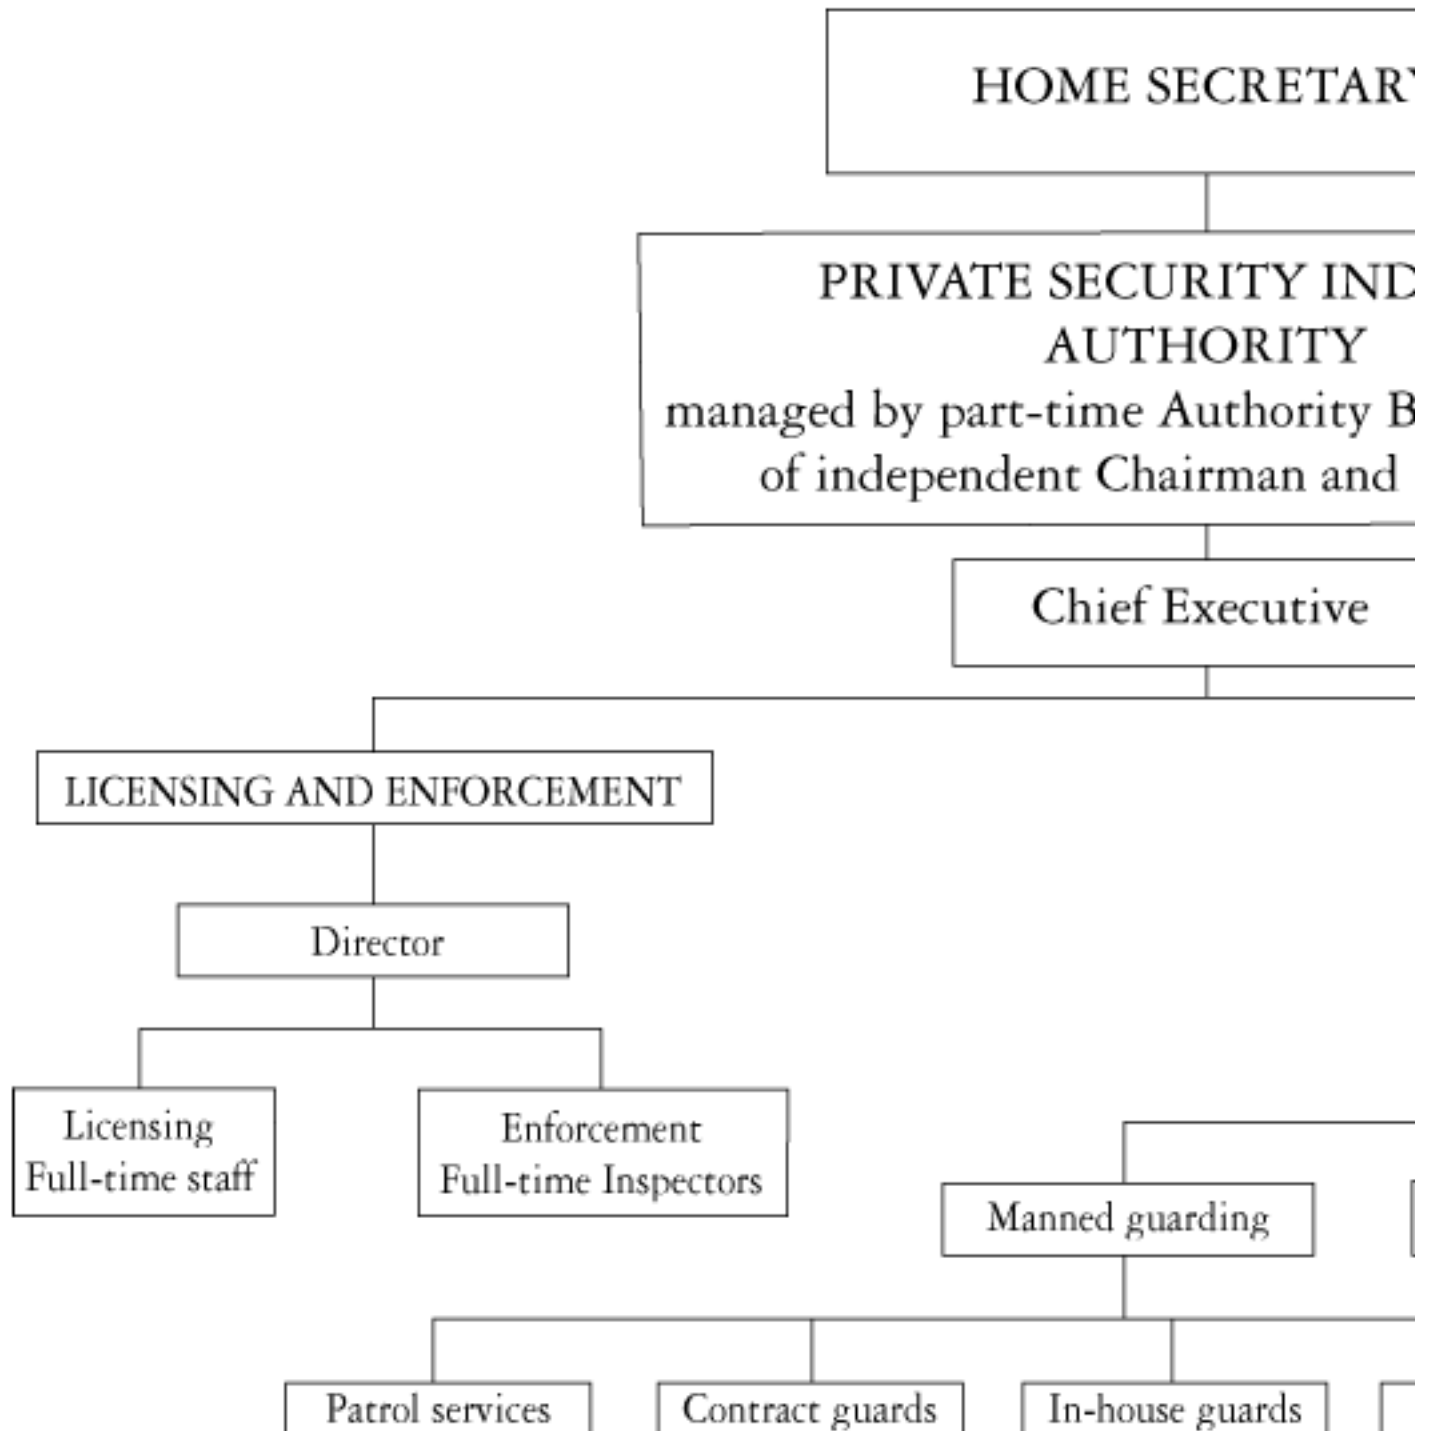 HOME SECRETARY
PRIVATE SECURITY IND
AUTHORITY
managed by part-time Authority B
of independent Chairman and
Chief Executive
LICENSING AND ENFORCEMENT
Director
Licensing
Full-time staff
Enforcement
Full-time Inspectors
Manned guarding
Patrol services
Contract guards
In-house guards